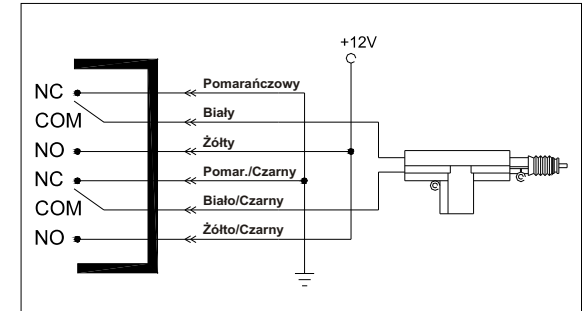 +12V
NC Pomarańczowy
COM Biały
NO Żółty
NC Pomar./Czarny
COM Biało/Czarny
NO Żółto/Czarny